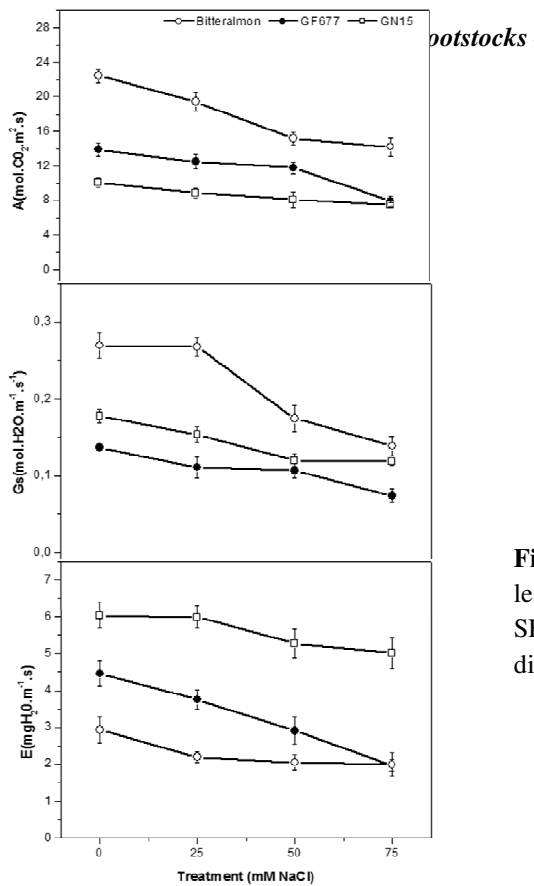 Bitteralmon GF677 GN15
ootstocks
28
24
20
16
12
8
4
0
A(mol.CO₂.m².s)
0,3
0,2
0,1
0,0
Gs(mol.H2O.m⁻¹.s⁻¹)
7
6
5
4
3
2
1
0
E(mgH₂0.m⁻¹.s)
0 25 50 75
Treatment (mM NaCl)
Fi
le
di